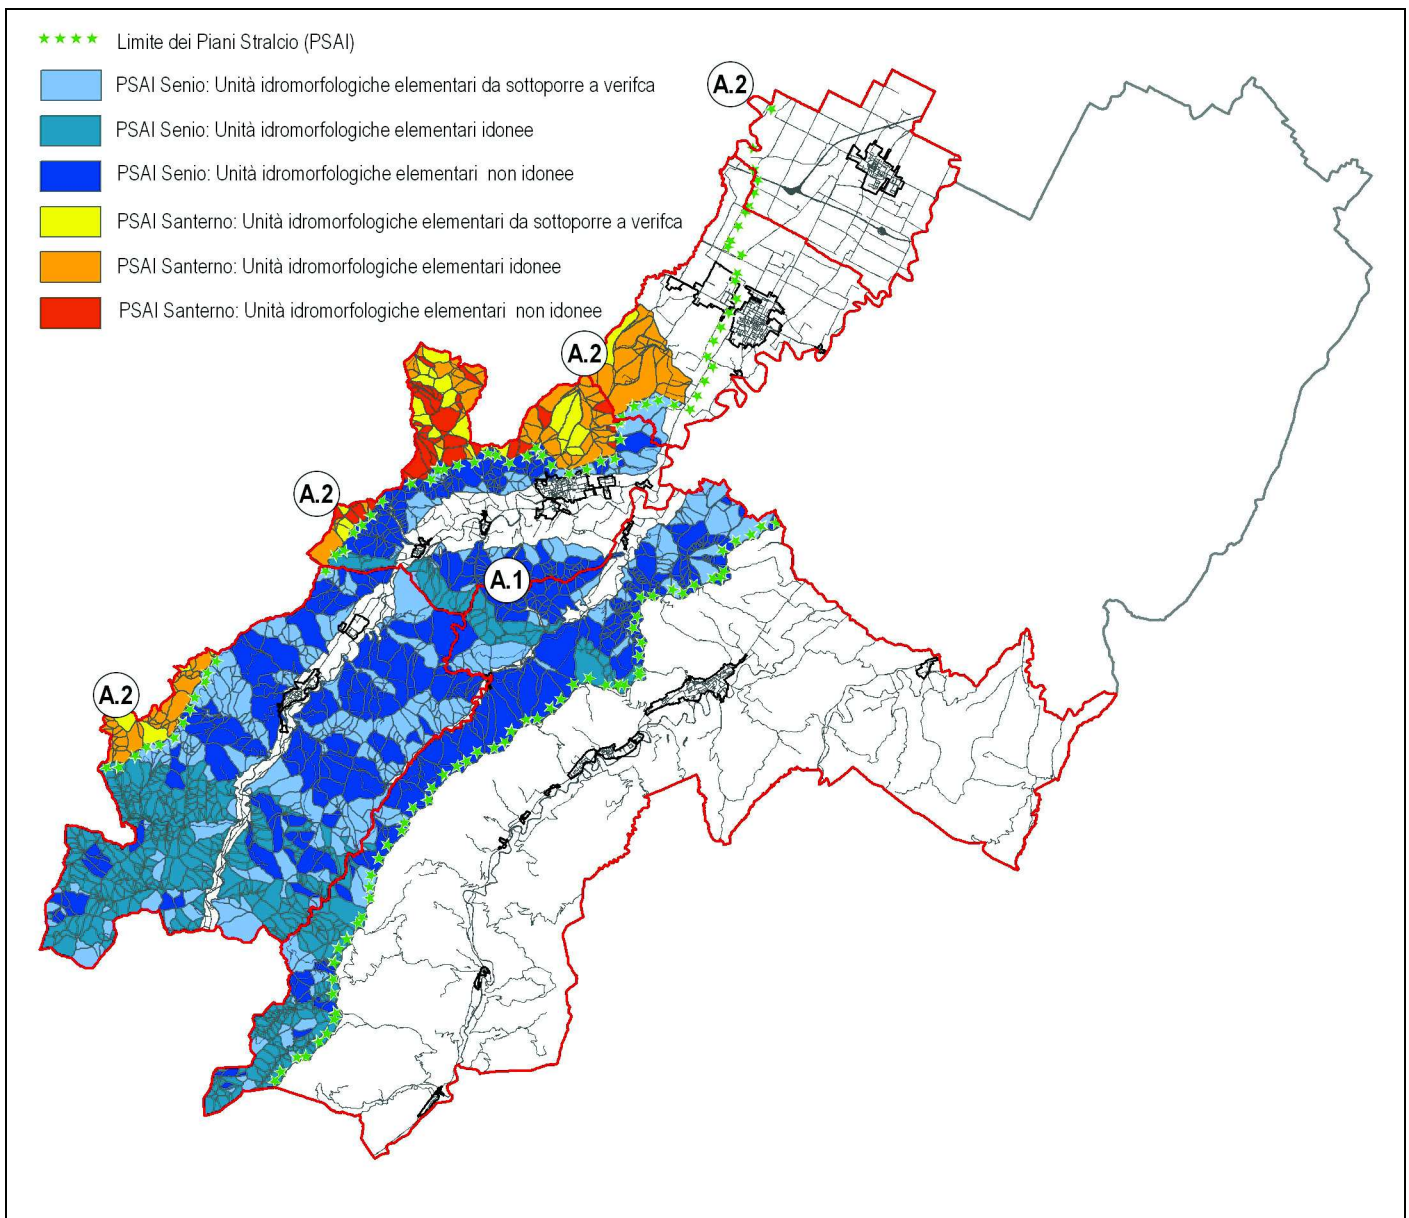 Limite dei Piani Stralcio (PSAI)
PSAI Senio: Unità idromorfologiche elementari da sottoporre a verifca
PSAI Senio: Unità idromorfologiche elementari idonee
PSAI Senio: Unità idromorfologiche elementari non idonee
PSAI Santerno: Unità idromorfologiche elementari da sottoporre a verifca
PSAI Santerno: Unità idromorfologiche elementari idonee
PSAI Santerno: Unità idromorfologiche elementari non idonee
A.2
A.2
A.2
A.1
A.2